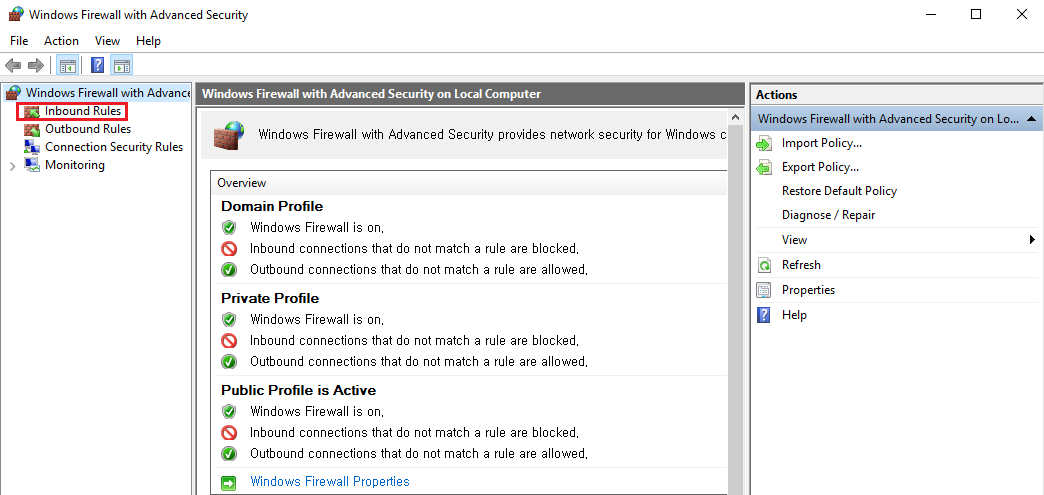 Windows Firewall with Advanced Security
File Action View Help
Windows Firewall with Advance
Inbound Rules
Outbound Rules
Connection Security Rules
Monitoring
Windows Firewall with Advanced Security on Local Computer
Windows Firewall with Advanced Security provides network security for Windows c
Overview
Domain Profile
Windows Firewall is on.
Inbound connections that do not match a rule are blocked.
Outbound connections that do not match a rule are allowed.
Private Profile
Windows Firewall is on.
Inbound connections that do not match a rule are blocked.
Outbound connections that do not match a rule are allowed.
Public Profile is Active
Windows Firewall is on.
Inbound connections that do not match a rule are blocked.
Outbound connections that do not match a rule are allowed.
Windows Firewall Properties
Actions
Windows Firewall with Advanced Security on Lo...
Import Policy...
Export Policy...
Restore Default Policy
Diagnose / Repair
View
Refresh
Properties
Help